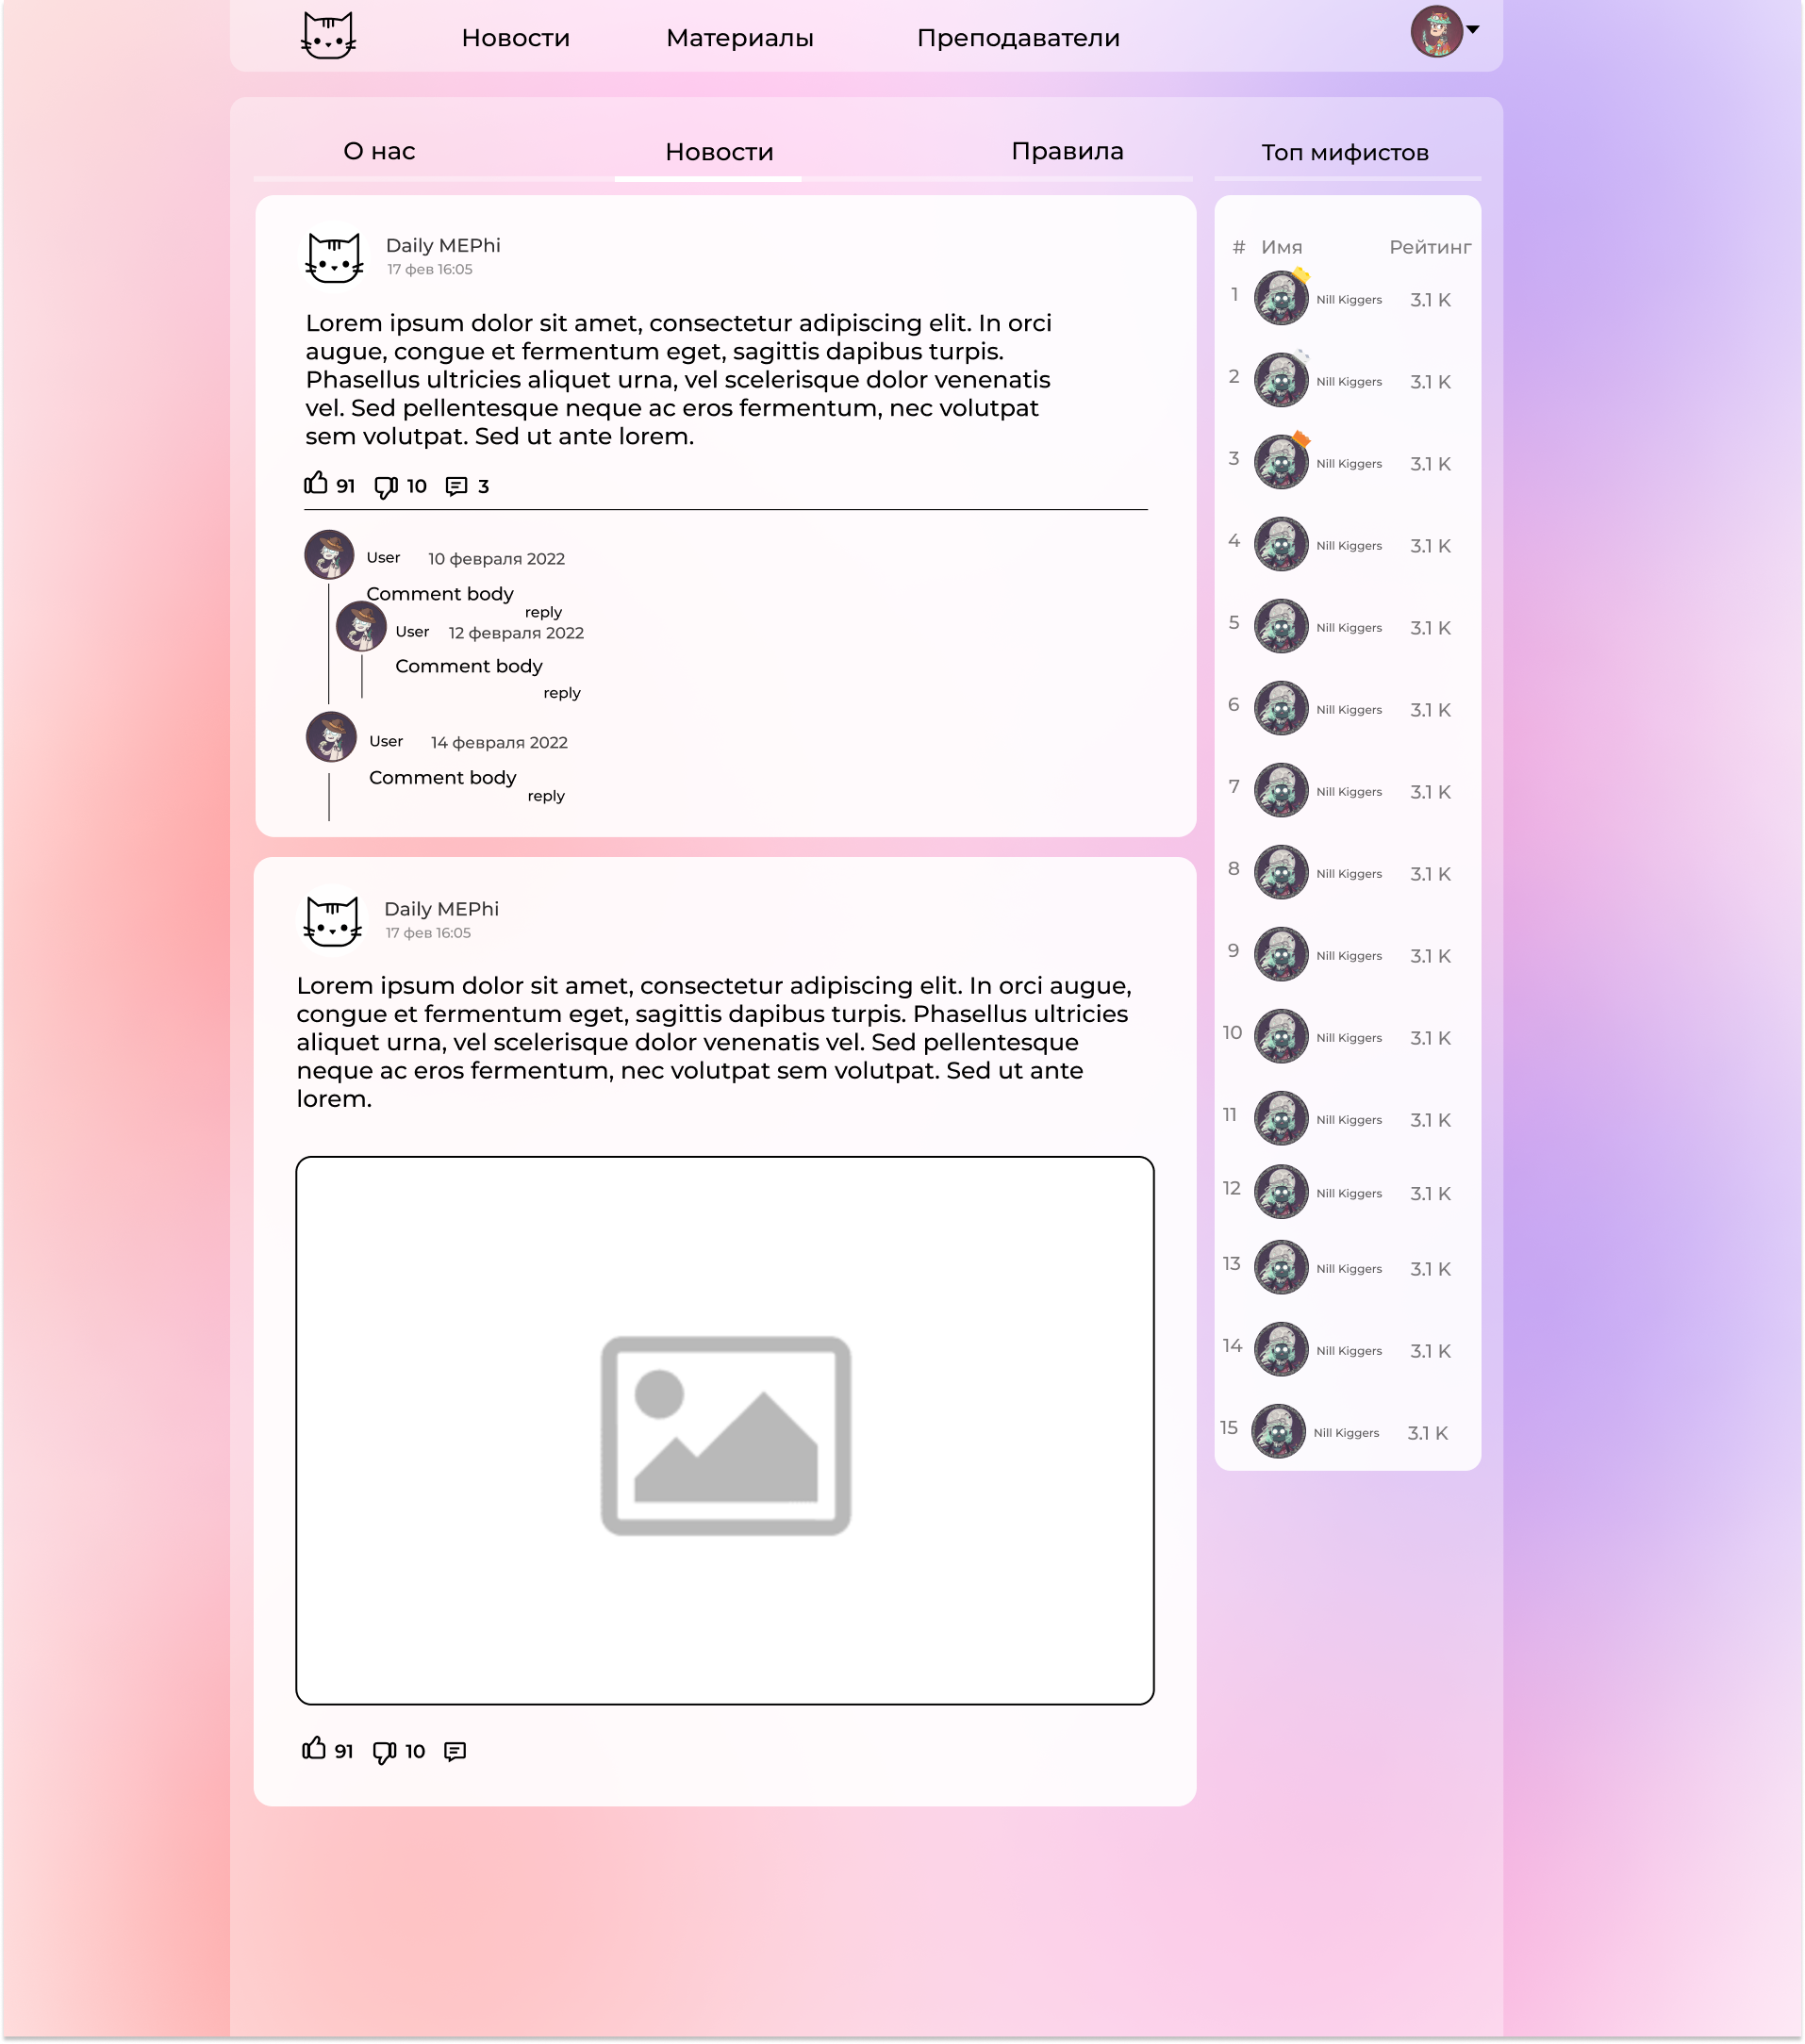 Новости Материалы Преподаватели
О нас Новости Правила Топ мифистов
Daily MEPhi
17 фев 16:05
Lorem ipsum dolor sit amet, consectetur adipiscing elit. In orci
augue, congue et fermentum eget, sagittis dapibus turpis.
Phasellus ultricies aliquet urna, vel scelerisque dolor venenatis
vel. Sed pellentesque neque ac eros fermentum, nec volutpat
sem volutpat. Sed ut ante lorem.
91 10 3
User 10 февраля 2022
Comment body
reply
User 12 февраля 2022
Comment body
reply
User 14 февраля 2022
Comment body
reply
Daily MEPhi
17 фев 16:05
Lorem ipsum dolor sit amet, consectetur adipiscing elit. In orci augue,
congue et fermentum eget, sagittis dapibus turpis. Phasellus ultricies
aliquet urna, vel scelerisque dolor venenatis vel. Sed pellentesque
neque ac eros fermentum, nec volutpat sem volutpat. Sed ut ante
lorem.
91 10
# Имя Рейтинг
1 Nill Kiggers 3.1 K
2 Nill Kiggers 3.1 K
3 Nill Kiggers 3.1 K
4 Nill Kiggers 3.1 K
5 Nill Kiggers 3.1 K
6 Nill Kiggers 3.1 K
7 Nill Kiggers 3.1 K
8 Nill Kiggers 3.1 K
9 Nill Kiggers 3.1 K
10 Nill Kiggers 3.1 K
11 Nill Kiggers 3.1 K
12 Nill Kiggers 3.1 K
13 Nill Kiggers 3.1 K
14 Nill Kiggers 3.1 K
15 Nill Kiggers 3.1 K